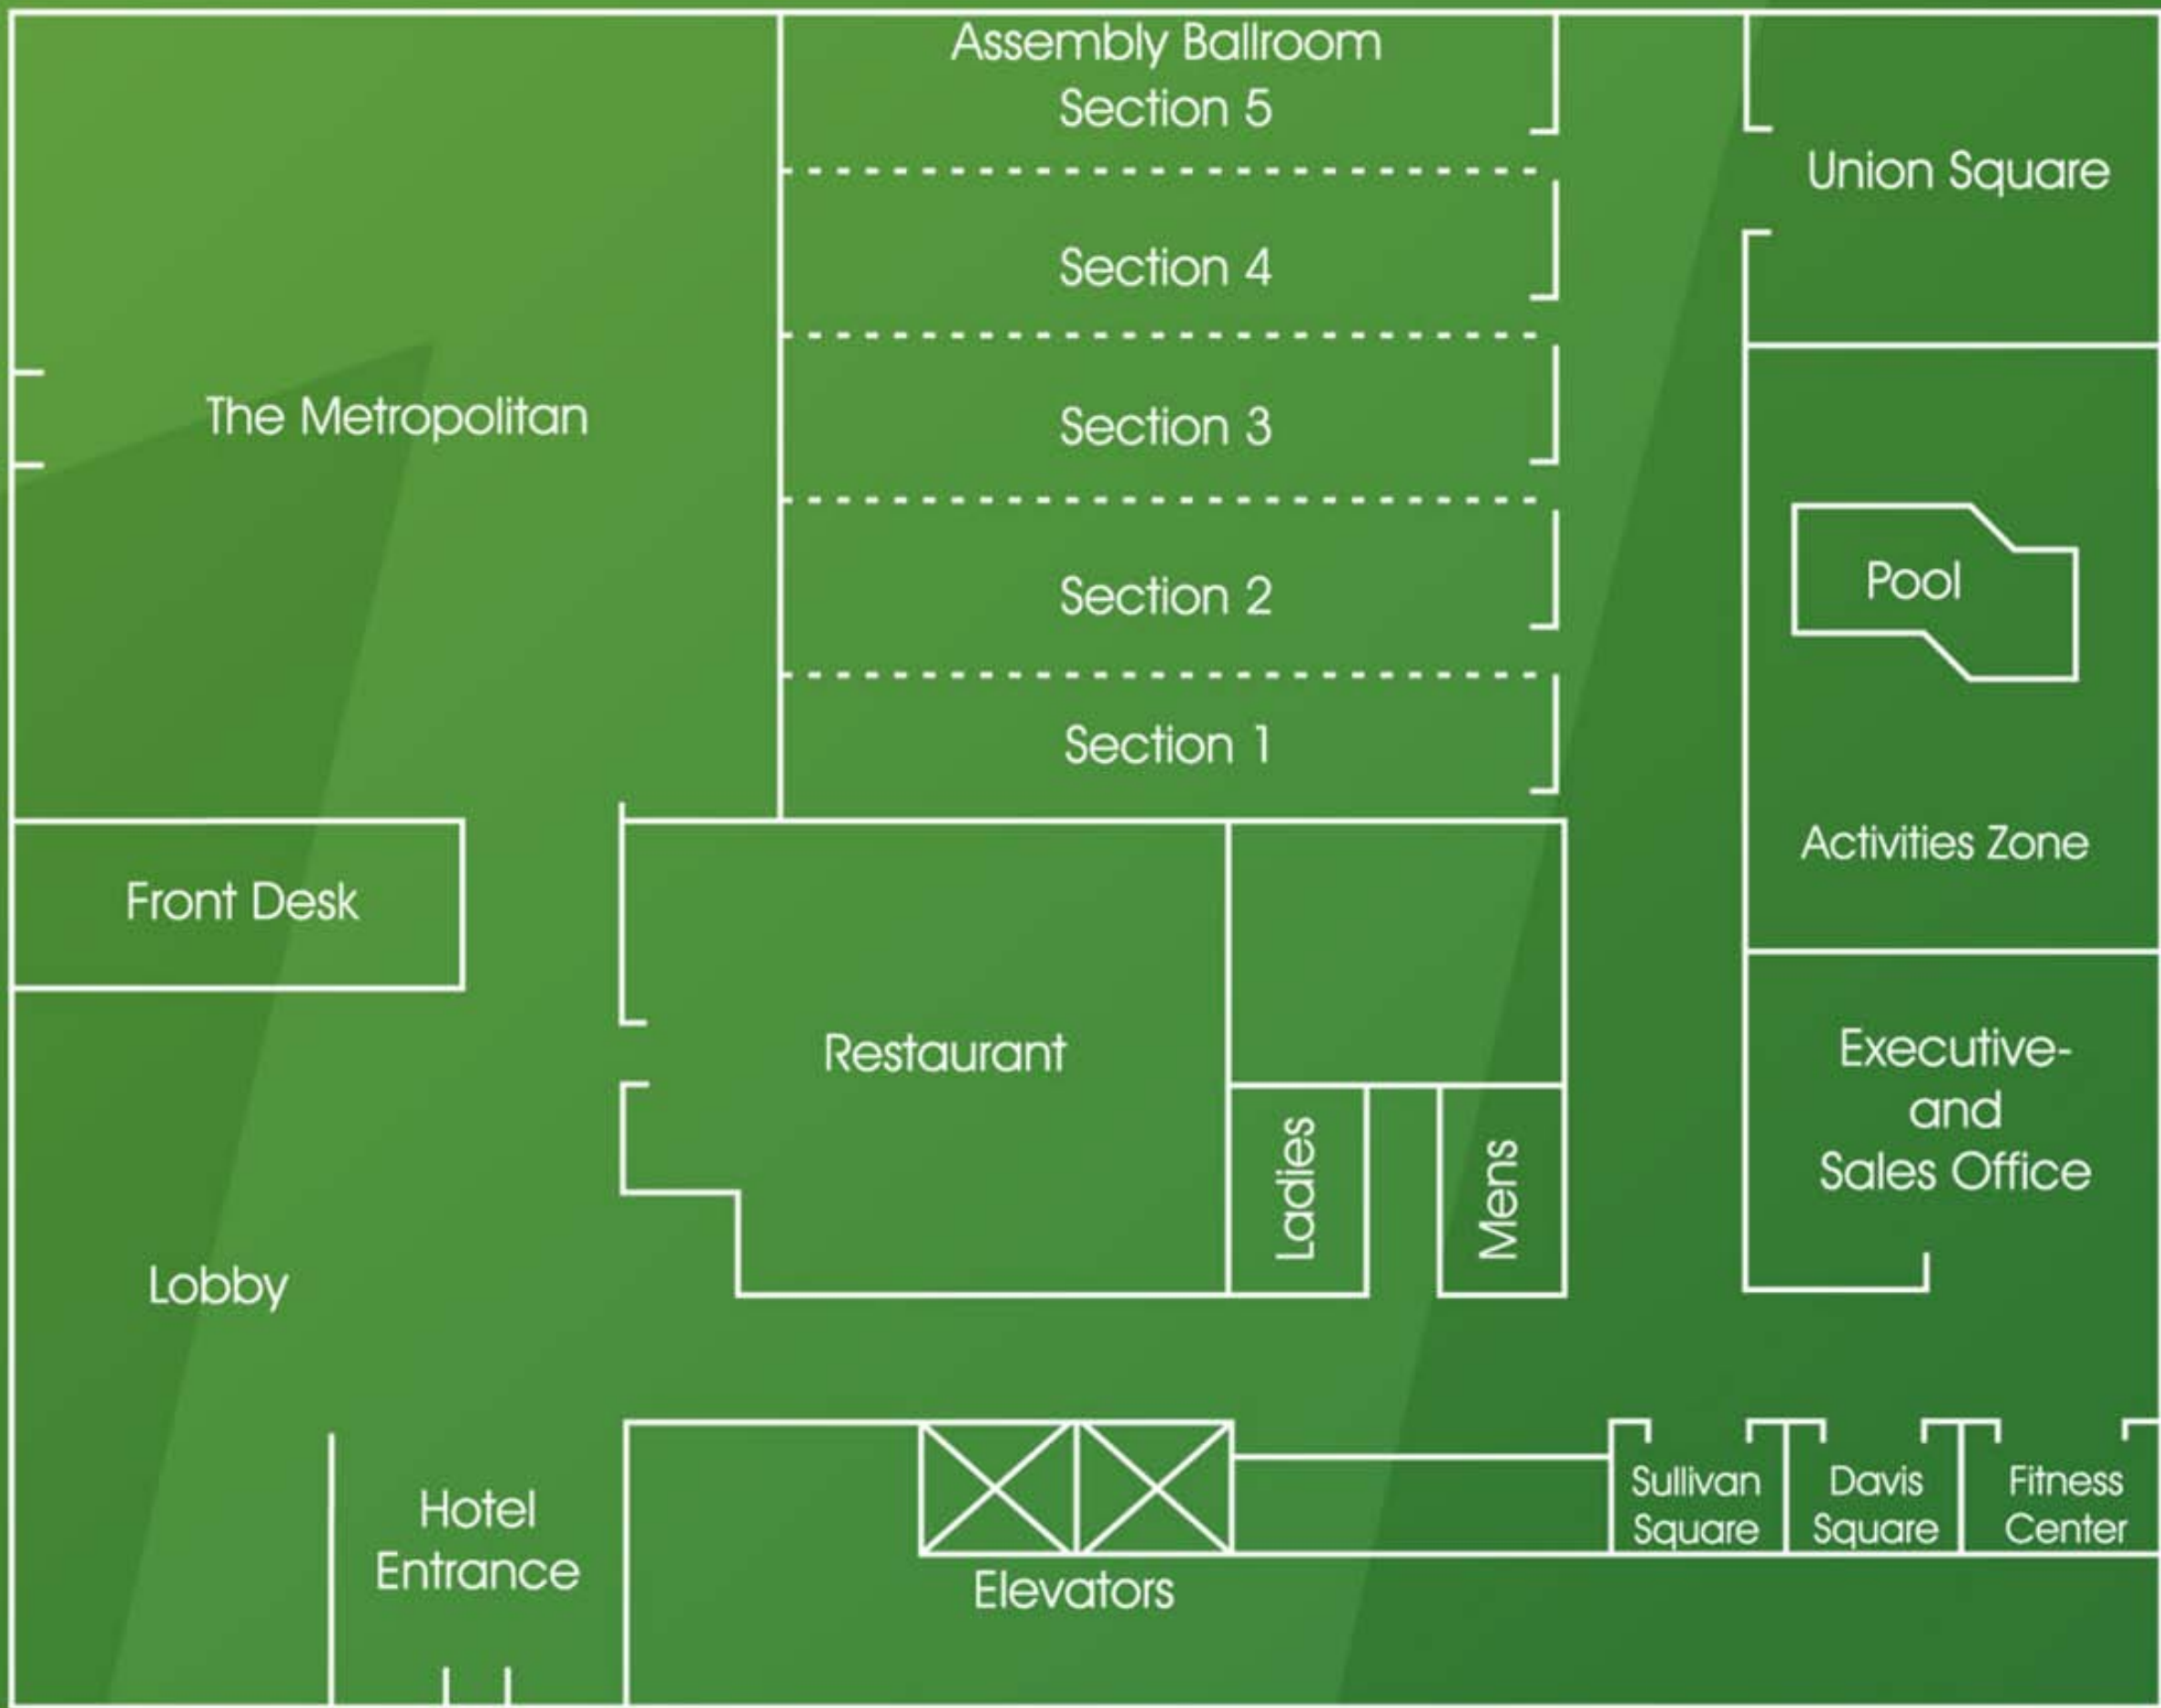 Assembly Ballroom
Section 5
Union Square
Section 4
The Metropolitan
Section 3
Section 2
Pool
Section 1
Activities Zone
Front Desk
Restaurant
Executive-
and
Sales Office
Ladies
Mens
Lobby
Hotel
Entrance
Elevators
Sullivan
Square
Davis
Square
Fitness
Center